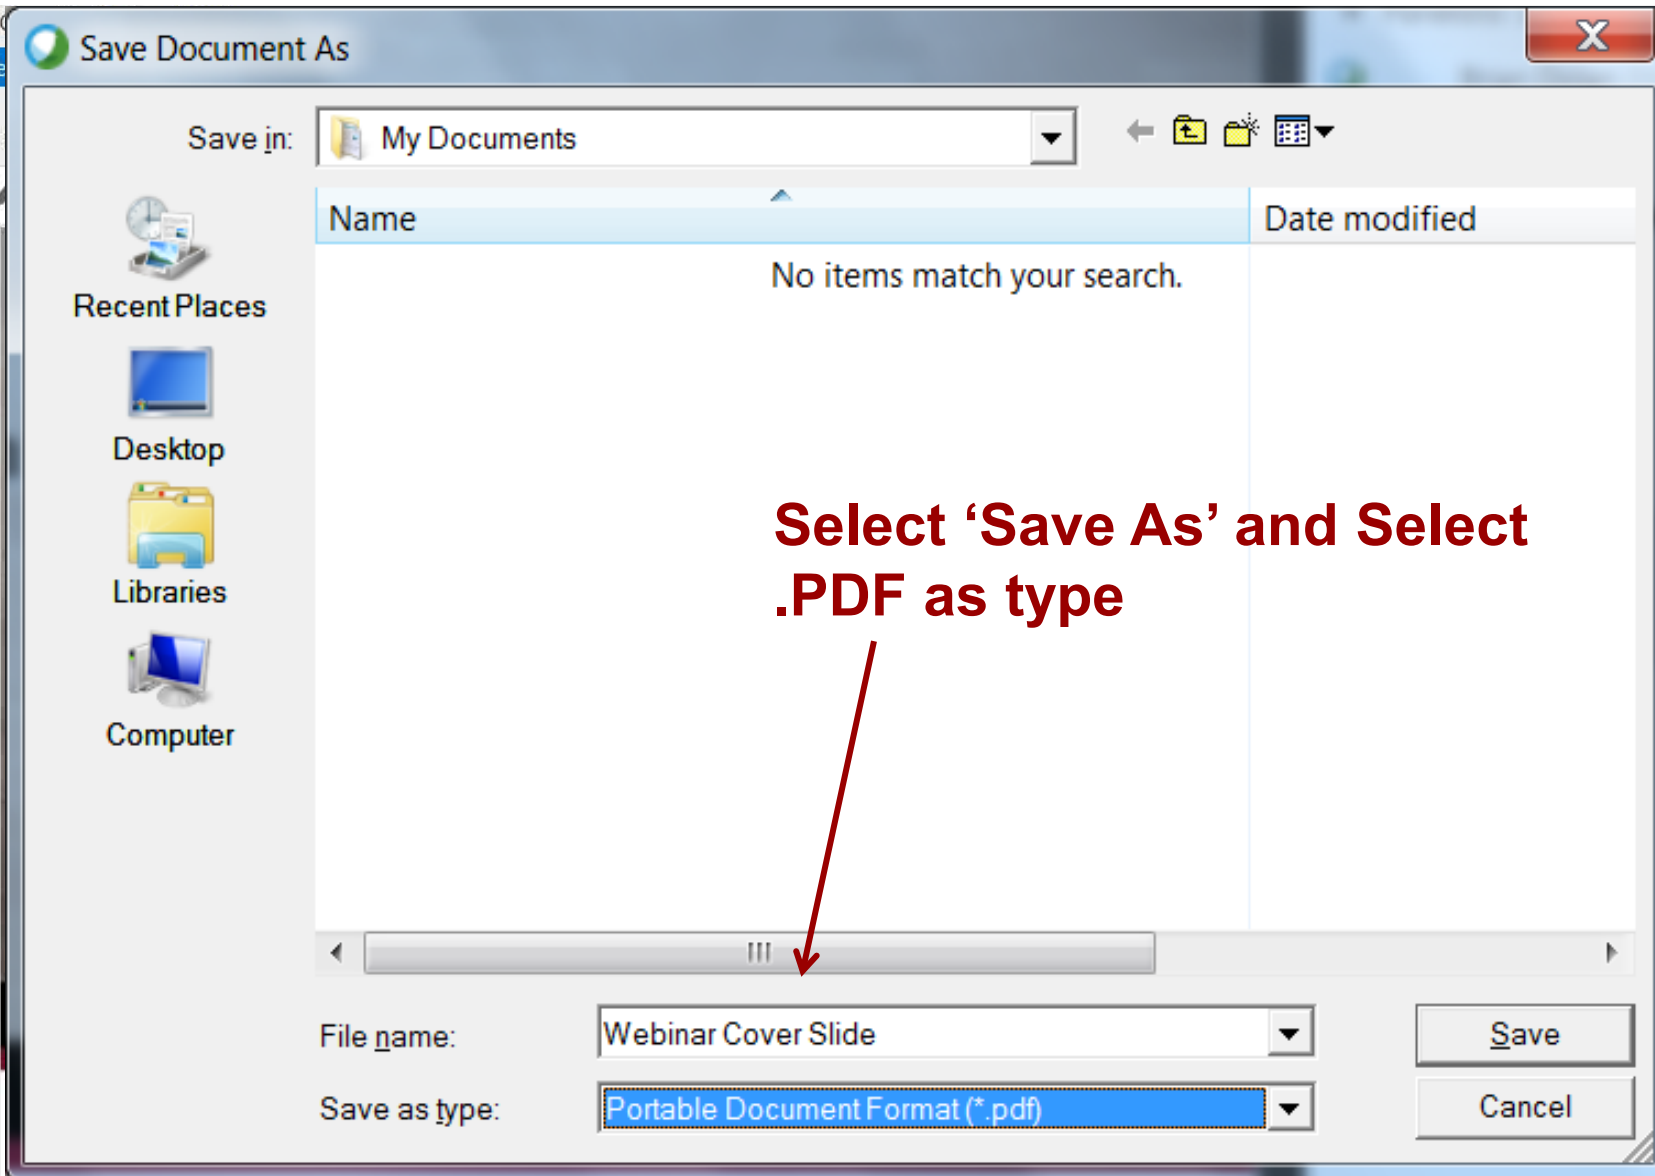 Save Document As
Save in: My Documents
Name Date modified
No items match your search.
Recent Places
Desktop
Libraries
Computer
Select ‘Save As’ and Select
.PDF as type
File name: Webinar Cover Slide Save
Save as type: Portable Document Format (*.pdf) Cancel